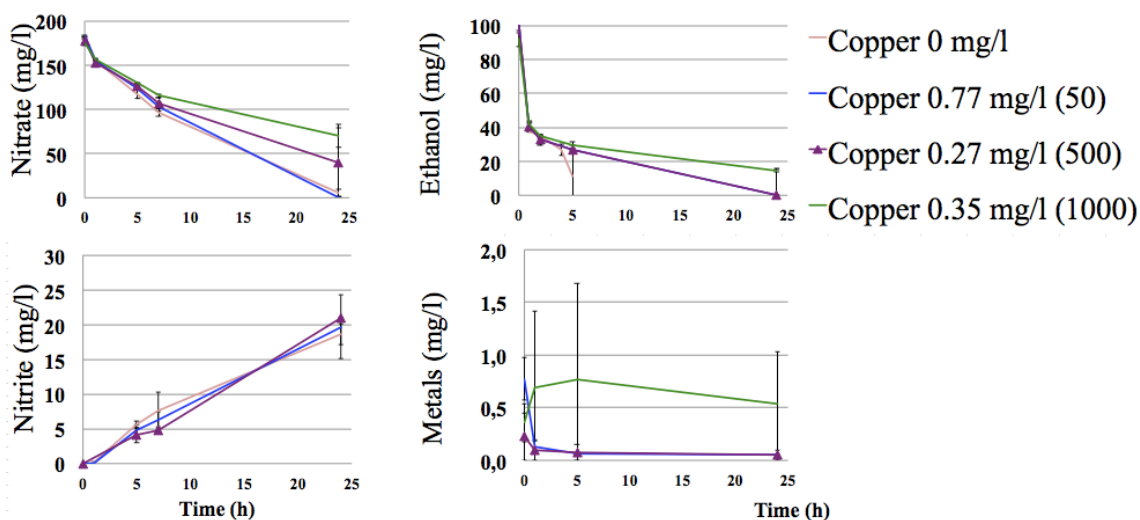 Nitrate (mg/l)
200
150
100
50
0
0 5 10 15 20 25
Ethanol (mg/l)
100
80
60
40
20
0
0 5 10 15 20 25
Copper 0 mg/l
Copper 0.77 mg/l (50)
Copper 0.27 mg/l (500)
Copper 0.35 mg/l (1000)
Nitrite (mg/l)
30
25
20
15
10
5
0
0 5 10 15 20 25
Time (h)
Metals (mg/l)
2,0
1,5
1,0
0,5
0,0
0 5 10 15 20 25
Time (h)